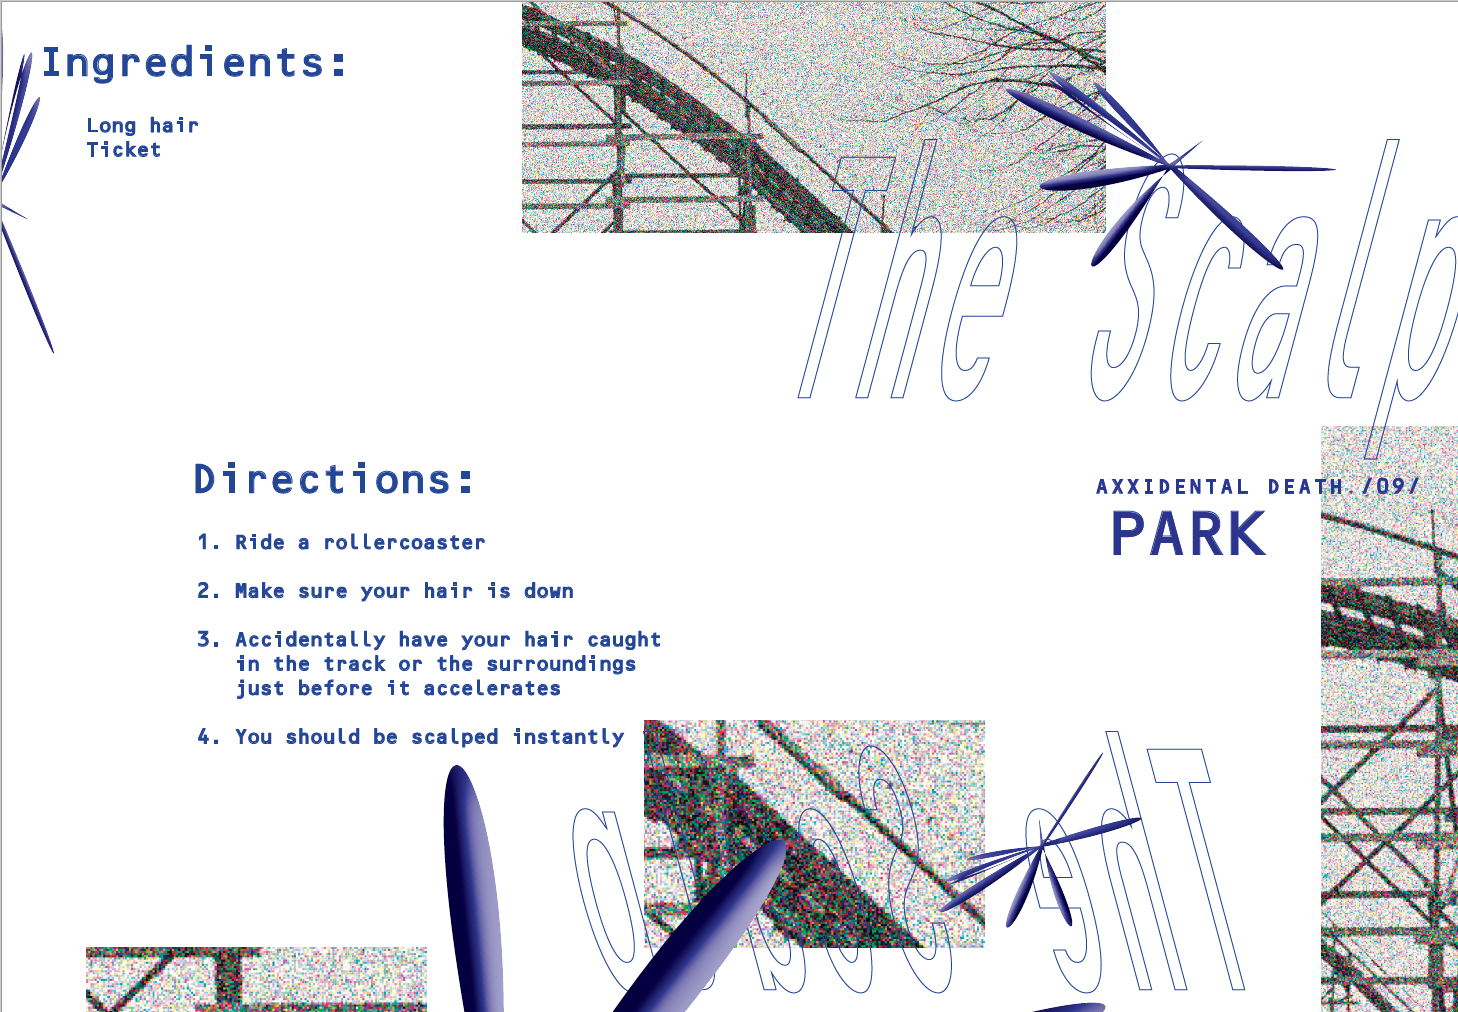 Ingredients:
Long hair
Ticket
The Scalp
Directions:
1. Ride a rollercoaster
2. Make sure your hair is down
3. Accidentally have your hair caught
in the track or the surroundings
just before it accelerates
4. You should be scalped instantly
AXXIDENTAL DEATH /09/
PARK
The Scalp